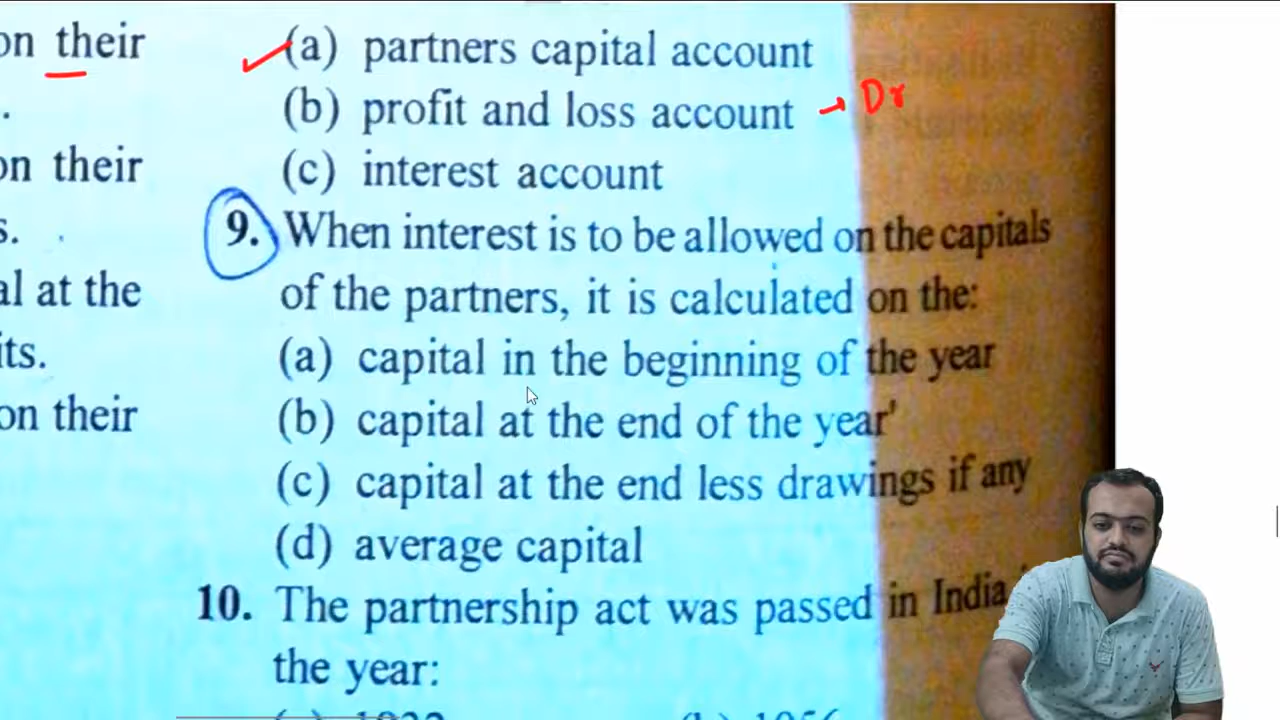 on their
.
on their
s.
al at the
its.
on their
(a) partners capital account
(b) profit and loss account → Dr
(c) interest account
9. When interest is to be allowed on the capitals
of the partners, it is calculated on the:
(a) capital in the beginning of the year
(b) capital at the end of the year'
(c) capital at the end less drawings if any
(d) average capital
10. The partnership act was passed in India
the year: